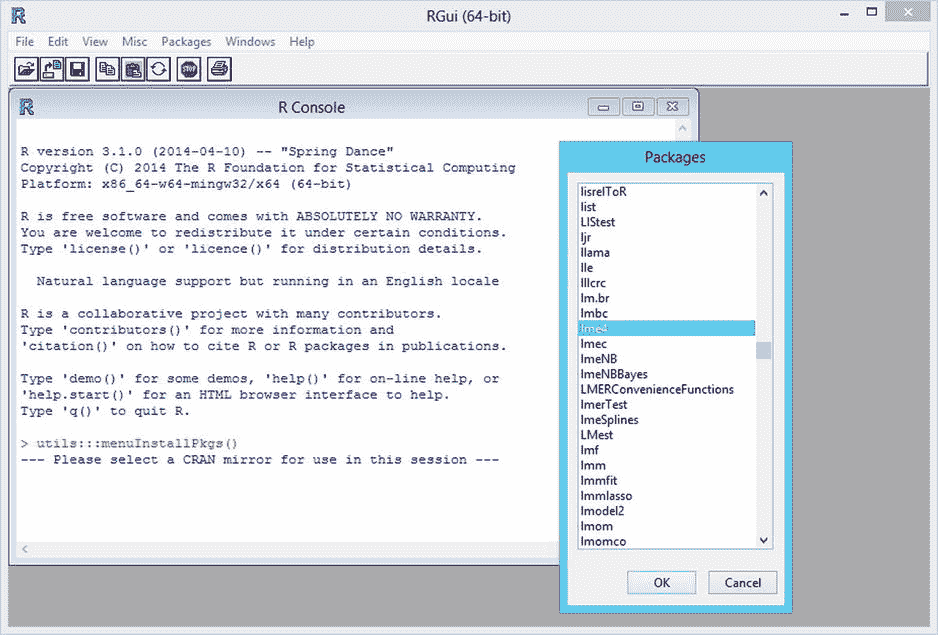 RGui (64-bit)
File Edit View Misc Packages Windows Help
STOP
R Console
R version 3.1.0 (2014-04-10) -- "Spring Dance"
Copyright (C) 2014 The R Foundation for Statistical Computing
Platform: x86_64-w64-mingw32/x64 (64-bit)
R is free software and comes with ABSOLUTELY NO WARRANTY.
You are welcome to redistribute it under certain conditions.
Type 'license()' or 'licence()' for distribution details.
Natural language support but running in an English locale
R is a collaborative project with many contributors.
Type 'contributors()' for more information and
'citation()' on how to cite R or R packages in publications.
Type 'demo()' for some demos, 'help()' for on-line help, or
'help.start()' for an HTML browser interface to help.
Type 'q()' to quit R.
> utils:::menuInstallPkgs()
--- Please select a CRAN mirror for use in this session ---
Packages
lisrelToR
list
LIStest
ljr
llama
lle
lllcrc
lm.br
lmbc
lme4
lmec
lmeNB
lmeNBBayes
LMERConvenienceFunctions
lmerTest
lmeSplines
LMest
lmf
lmm
lmmfit
lmmlasso
lmodel2
lmom
lmomco
OK Cancel